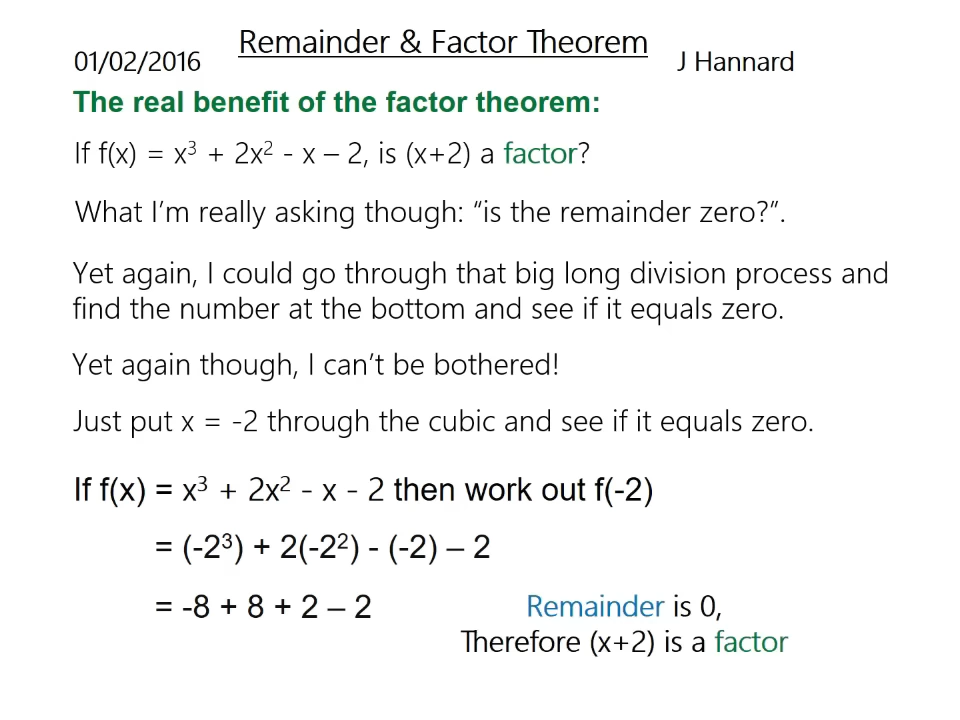 Remainder & Factor Theorem
01/02/2016
J Hannard
The real benefit of the factor theorem:
If f(x) = x³ + 2x² - x – 2, is (x+2) a factor?
What I’m really asking though: “is the remainder zero?”.
Yet again, I could go through that big long division process and
find the number at the bottom and see if it equals zero.
Yet again though, I can’t be bothered!
Just put x = -2 through the cubic and see if it equals zero.
If f(x) = x³ + 2x² - x - 2 then work out f(-2)
= (-2³) + 2(-2²) - (-2) – 2
= -8 + 8 + 2 – 2
Remainder is 0,
Therefore (x+2) is a factor